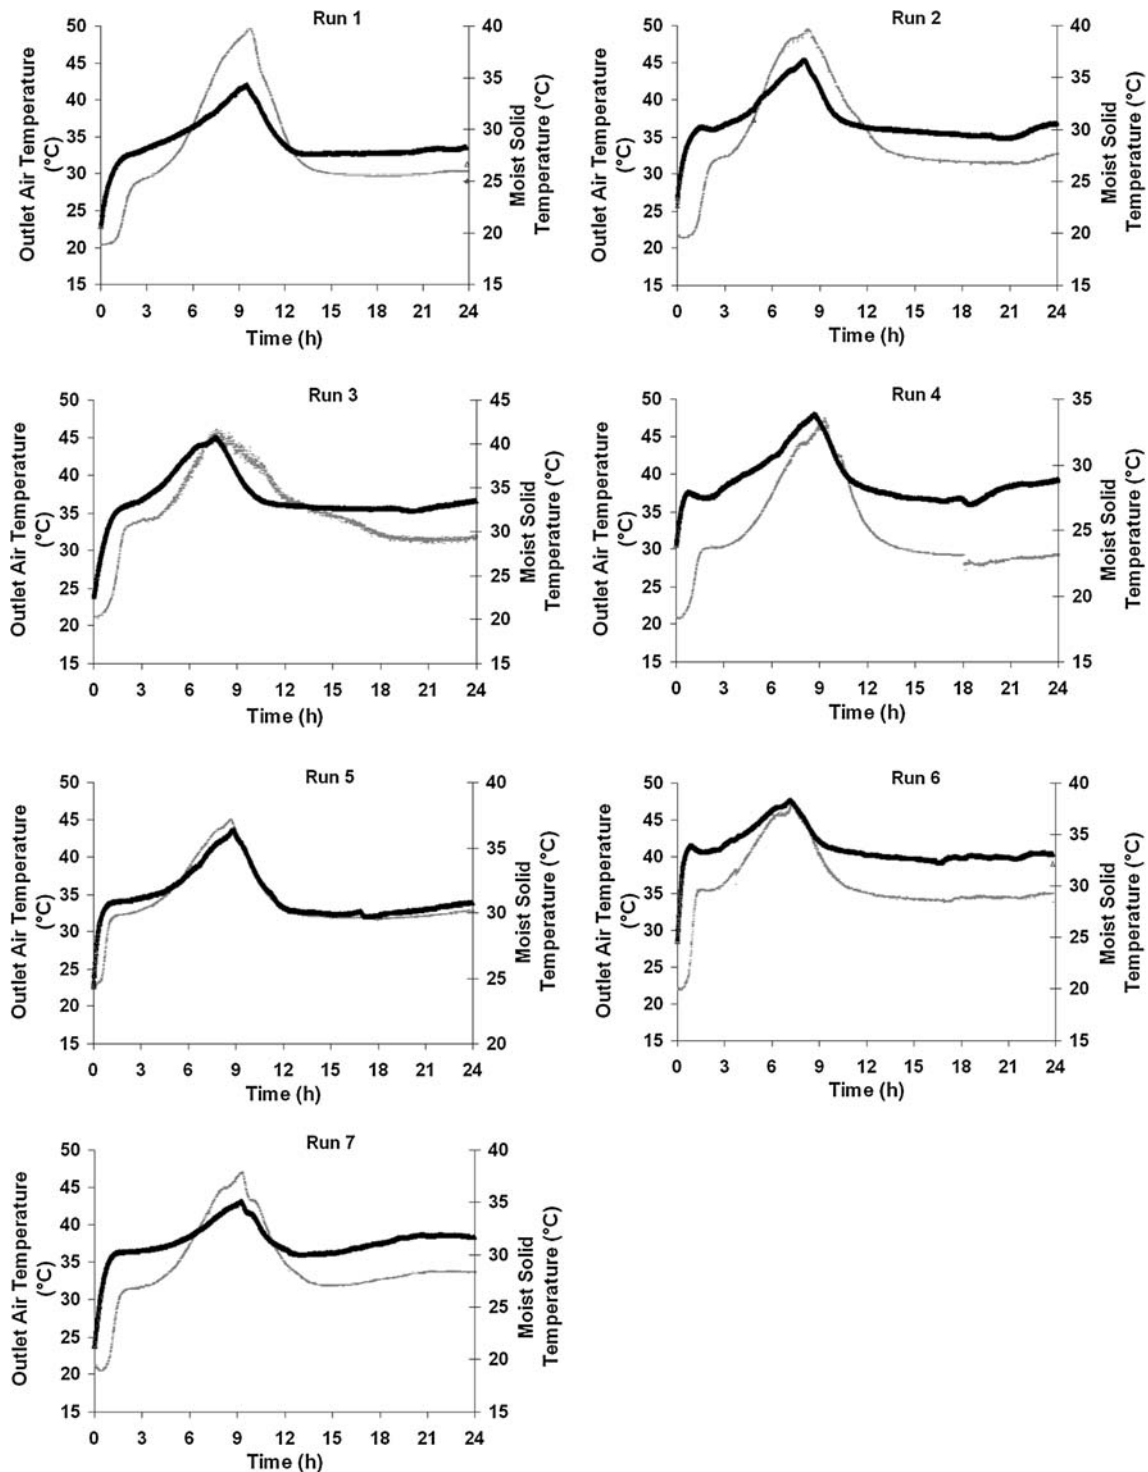 Run 1
Outlet Air Temperature
(°C)
50
45
40
35
30
25
20
15
40
35
30
25
20
15
Moist Solid
Temperature (°C)
0 3 6 9 12 15 18 21 24
Time (h)
Run 2
Outlet Air Temperature
(°C)
50
45
40
35
30
25
20
15
40
35
30
25
20
15
Moist Solid
Temperature (°C)
0 3 6 9 12 15 18 21 24
Time (h)
Run 3
Outlet Air Temperature
(°C)
50
45
40
35
30
25
20
15
45
40
35
30
25
20
15
Moist Solid
Temperature (°C)
0 3 6 9 12 15 18 21 24
Time (h)
Run 4
Outlet Air Temperature
(°C)
50
45
40
35
30
25
20
15
35
30
25
20
15
Moist Solid
Temperature (°C)
0 3 6 9 12 15 18 21 24
Time (h)
Run 5
Outlet Air Temperature
(°C)
50
45
40
35
30
25
20
15
40
35
30
25
20
Moist Solid
Temperature (°C)
0 3 6 9 12 15 18 21 24
Time (h)
Run 6
Outlet Air Temperature
(°C)
50
45
40
35
30
25
20
15
40
35
30
25
20
15
Moist Solid
Temperature (°C)
0 3 6 9 12 15 18 21 24
Time (h)
Run 7
Outlet Air Temperature
(°C)
50
45
40
35
30
25
20
15
40
35
30
25
20
15
Moist Solid
Temperature (°C)
0 3 6 9 12 15 18 21 24
Time (h)